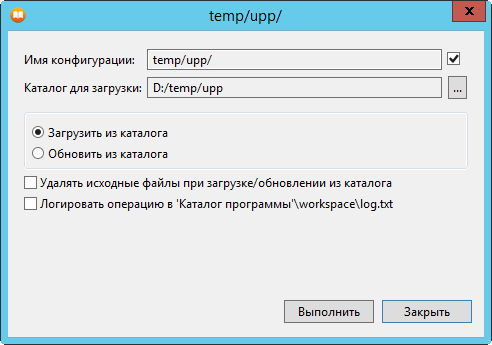 temp/upp/
Имя конфигурации: temp/upp/
Каталог для загрузки: D:/temp/upp ...
Загрузить из каталога
Обновить из каталога
Удалять исходные файлы при загрузке/обновлении из каталога
Логировать операцию в 'Каталог программы'\workspace\log.txt
Выполнить Закрыть